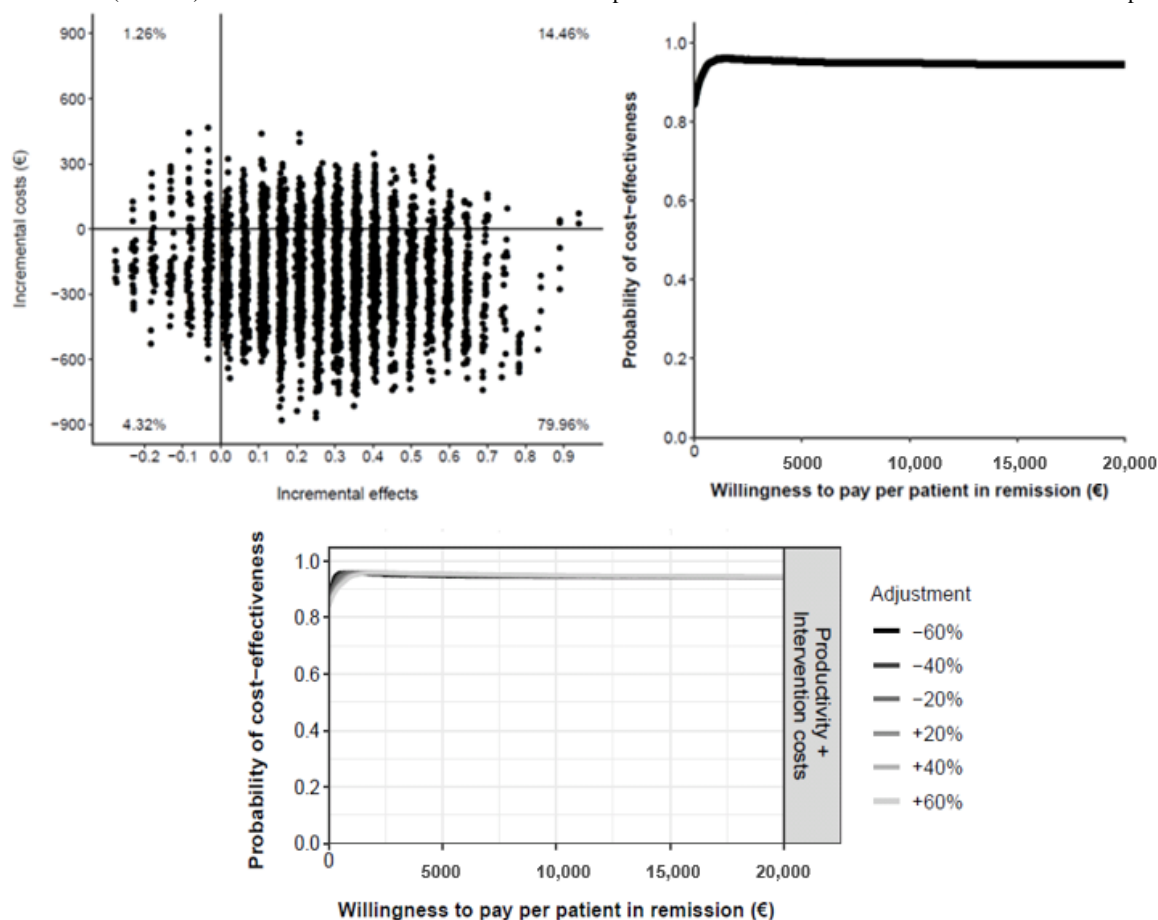 900
600
300
0
−300
−600
−900
1.26%
14.46%
4.32%
79.96%
−0.2 −0.1 0.0 0.1 0.2 0.3 0.4 0.5 0.6 0.7 0.8 0.9
Incremental costs (€)
Incremental effects
1.0
0.8
0.6
0.4
0.2
0.0
0 5000 10,000 15,000 20,000
Probability of cost−effectiveness
Willingness to pay per patient in remission (€)
1.0
0.8
0.6
0.4
0.2
0.0
0 5000 10,000 15,000 20,000
Probability of cost−effectiveness
Willingness to pay per patient in remission (€)
Productivity +
Intervention costs
Adjustment
−60%
−40%
−20%
+20%
+40%
+60%